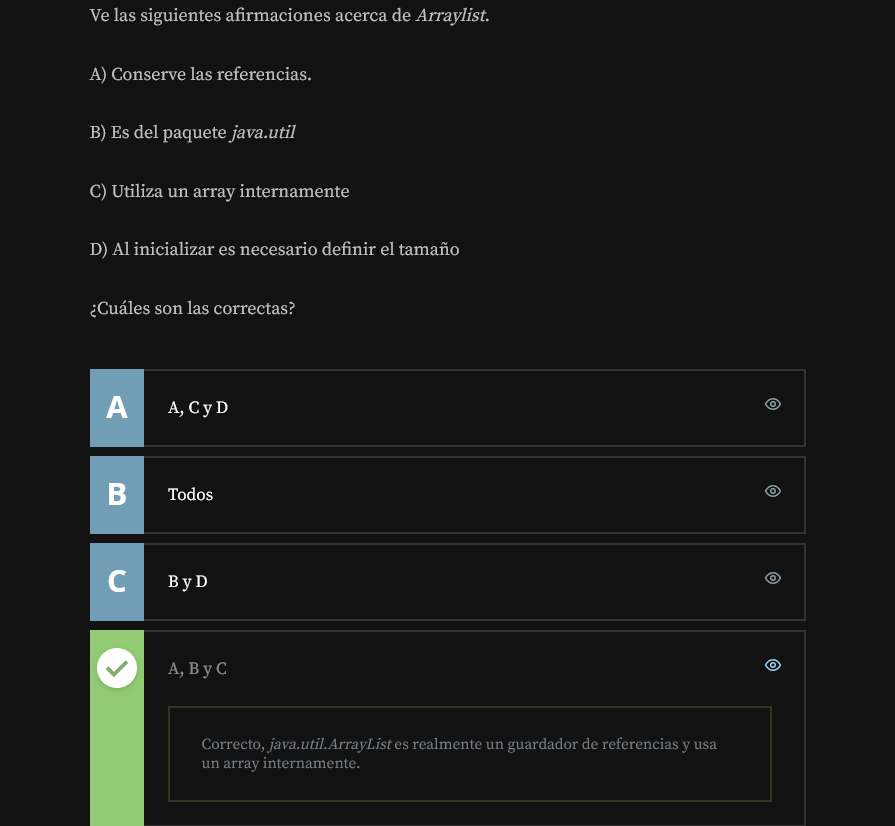 Ve las siguientes afirmaciones acerca de Arraylist.
A) Conserve las referencias.
B) Es del paquete java.util
C) Utiliza un array internamente
D) Al inicializar es necesario definir el tamaño
¿Cuáles son las correctas?
A
A, C y D
B
Todos
C
B y D
A, B y C
Correcto, java.util.ArrayList es realmente un guardador de referencias y usa
un array internamente.